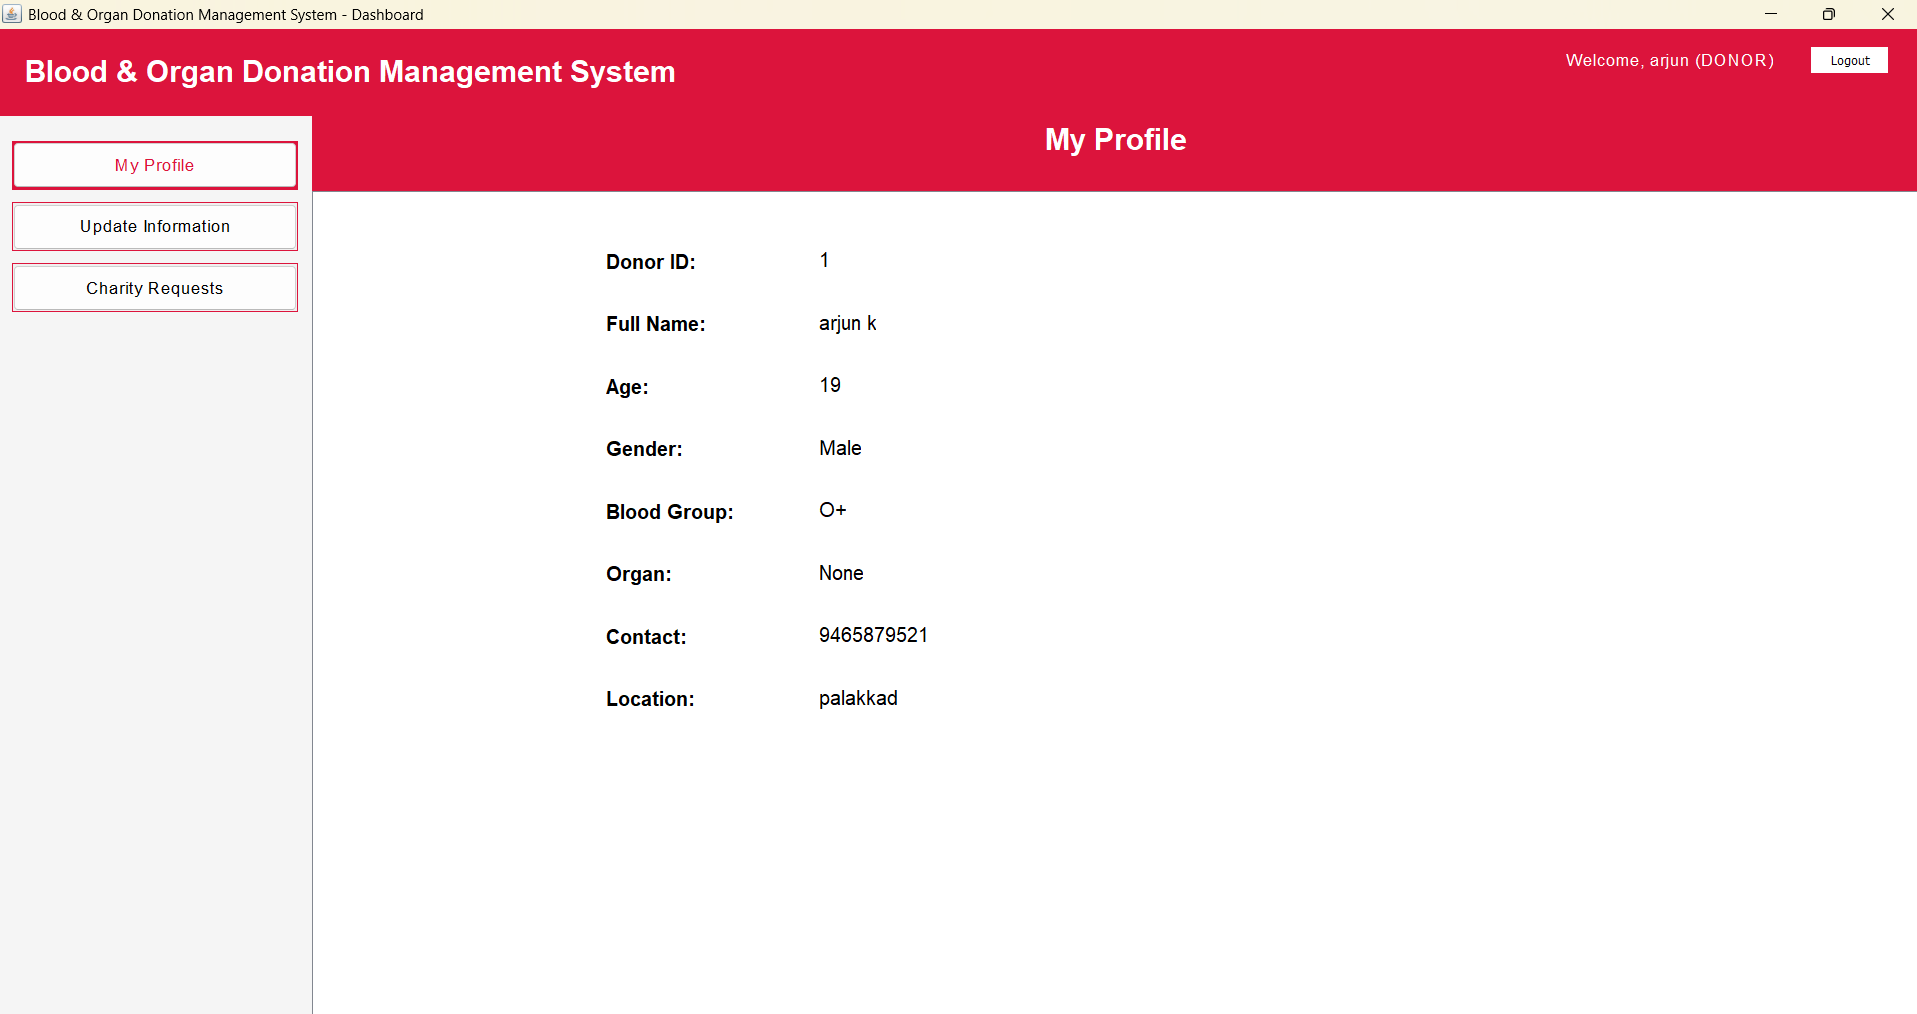 Blood & Organ Donation Management System - Dashboard
Blood & Organ Donation Management System
Welcome, arjun (DONOR)
Logout
My Profile
Update Information
Charity Requests
My Profile
Donor ID: 1
Full Name: arjun k
Age: 19
Gender: Male
Blood Group: O+
Organ: None
Contact: 9465879521
Location: palakkad